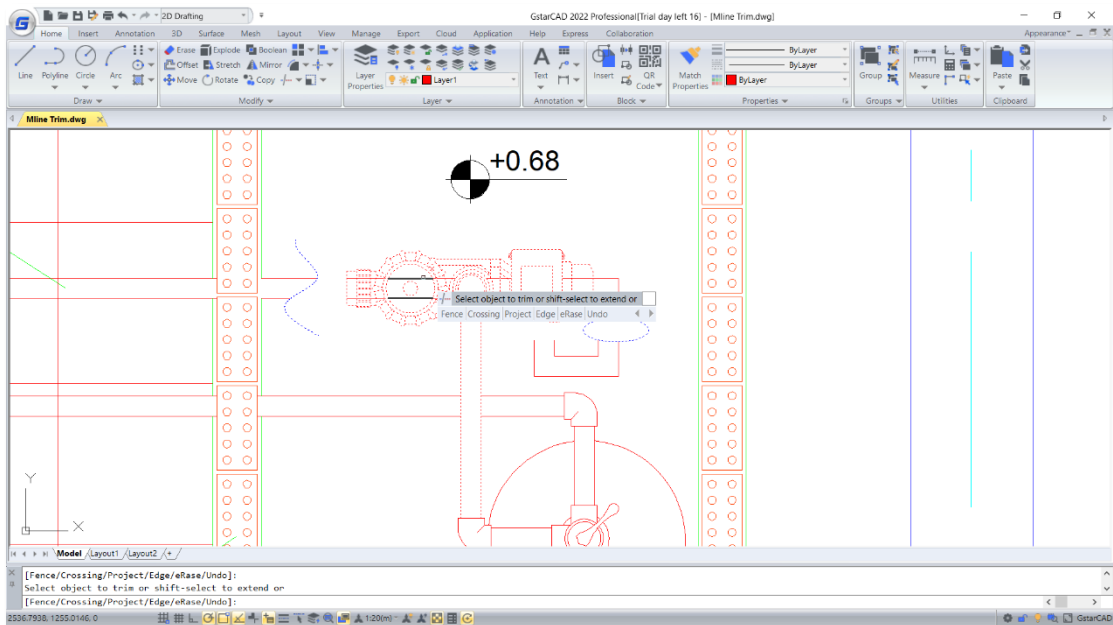 2D Drafting
GstarCAD 2022 Professional[Trial day left 16] - [Mline Trim.dwg]
Home Insert Annotation 3D Surface Mesh Layout View Manage Export Cloud Application Help Express Collaboration Appearance
Line Polyline Circle Arc
Erase Explode Boolean
Offset Stretch Mirror
Move Rotate Copy
Layer Properties
Layer1
Text
Insert
QR Code
Match Properties
ByLayer
ByLayer
ByLayer
Group
Measure
Paste
Draw Modify Layer Annotation Block Properties Groups Utilities Clipboard
Mline Trim.dwg
+0.68
Select object to trim or shift-select to extend or
Fence Crossing Project Edge eRase Undo
Y
X
Model Layout1 Layout2 +
[Fence/Crossing/Project/Edge/eRase/Undo]:
Select object to trim or shift-select to extend or
[Fence/Crossing/Project/Edge/eRase/Undo]:
2536.7938, 1255.0146, 0 1:20(m) GstarCAD